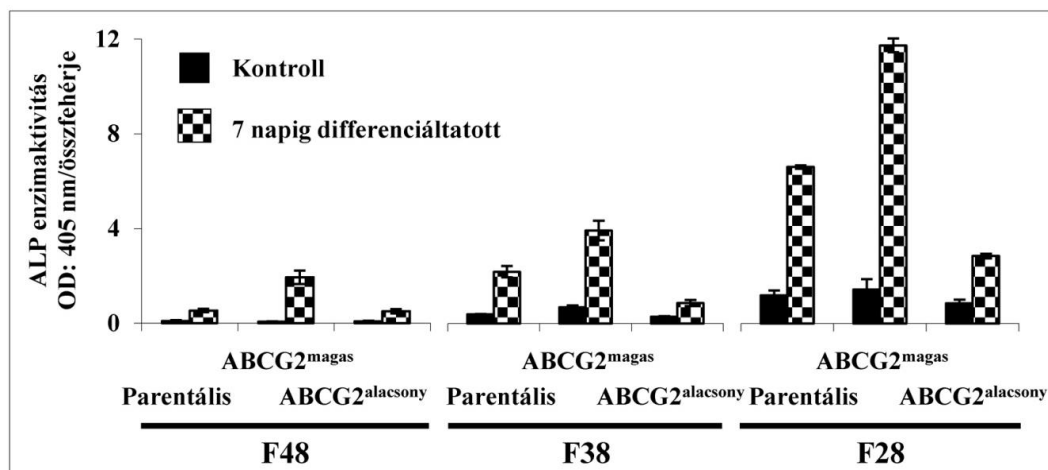 ALP enzimaktivitás
OD: 405 nm/összfehérje
12
8
4
0
Kontroll
7 napig differenciáltatott
ABCG2magas ABCG2magas ABCG2magas
Parentális ABCG2alacsony Parentális ABCG2alacsony Parentális ABCG2alacsony
F48 F38 F28